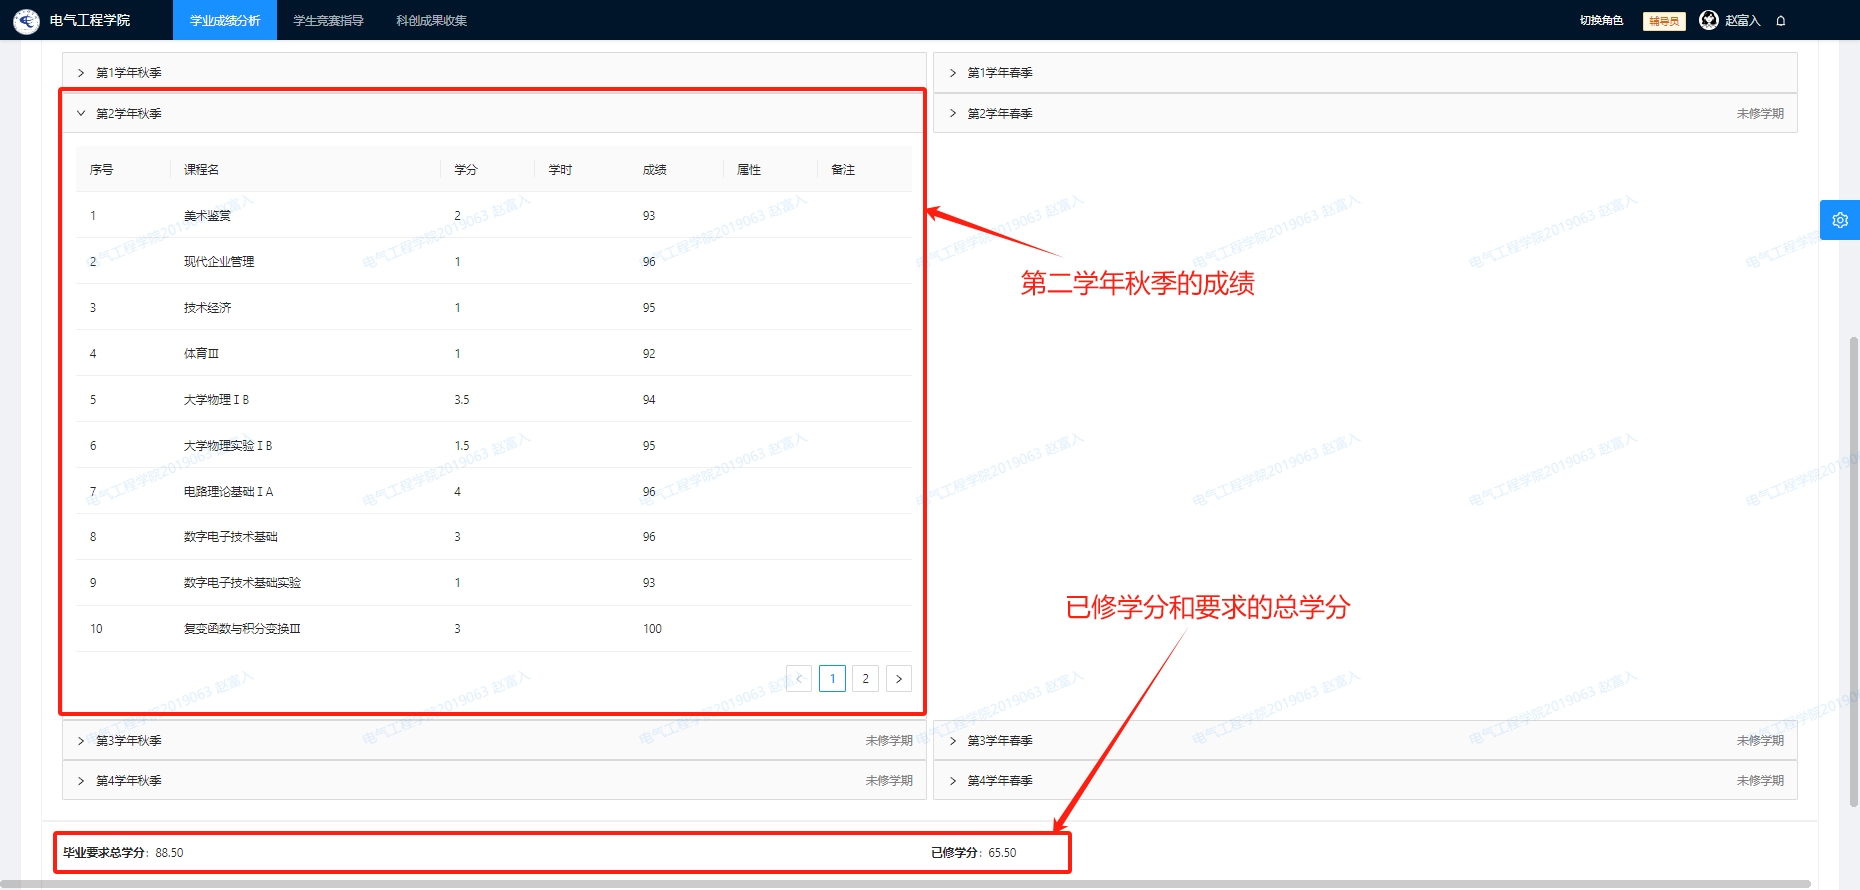 电气工程学院 学业成绩分析 学生竞赛指导 科创成果收集 切换角色 辅导员 赵富入
第1学年秋季 第1学年春季
第2学年秋季 第2学年春季 未修学期
序号 课程名 学分 学时 成绩 属性 备注
1 美术鉴赏 2 93
2 现代企业管理 1 96
3 技术经济 1 95
4 体育Ⅲ 1 92
5 大学物理ⅠB 3.5 94
6 大学物理实验ⅠB 1.5 95
7 电路理论基础ⅠA 4 96
8 数字电子技术基础 3 96
9 数字电子技术基础实验 1 93
10 复变函数与积分变换Ⅲ 3 100
1 2
第二学年秋季的成绩
已修学分和要求的总学分
第3学年秋季 未修学期 第3学年春季 未修学期
第4学年秋季 未修学期 第4学年春季 未修学期
毕业要求总学分：88.50 已修学分：65.50
电气工程学院2019063 赵富入